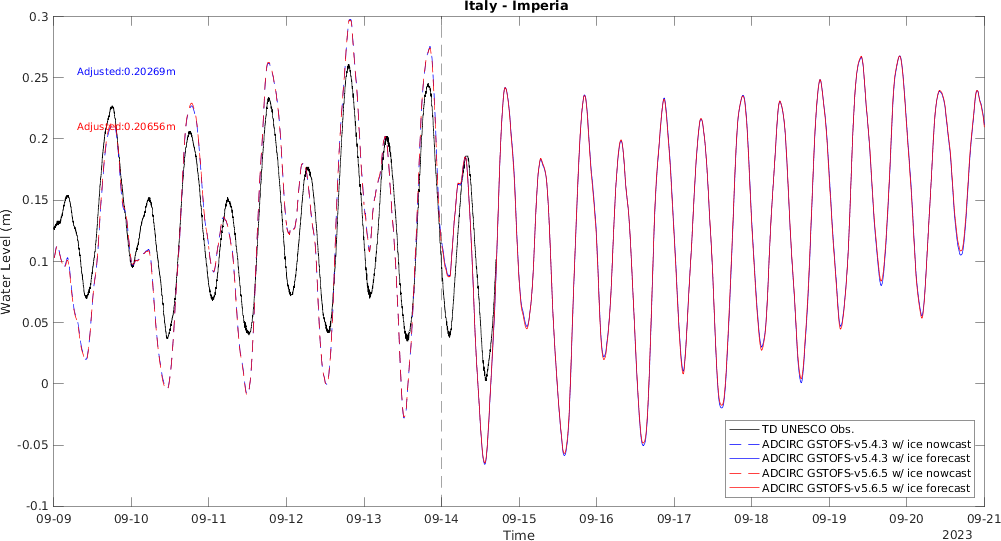 Italy - Imperia
Water Level (m)
0.3
0.25
0.2
0.15
0.1
0.05
0
-0.05
-0.1
Adjusted:0.20269m
Adjusted:0.20656m
TD UNESCO Obs.
ADCIRC GSTOFS-v5.4.3 w/ ice nowcast
ADCIRC GSTOFS-v5.4.3 w/ ice forecast
ADCIRC GSTOFS-v5.6.5 w/ ice nowcast
ADCIRC GSTOFS-v5.6.5 w/ ice forecast
09-09 09-10 09-11 09-12 09-13 09-14 09-15 09-16 09-17 09-18 09-19 09-20 09-21
Time
2023